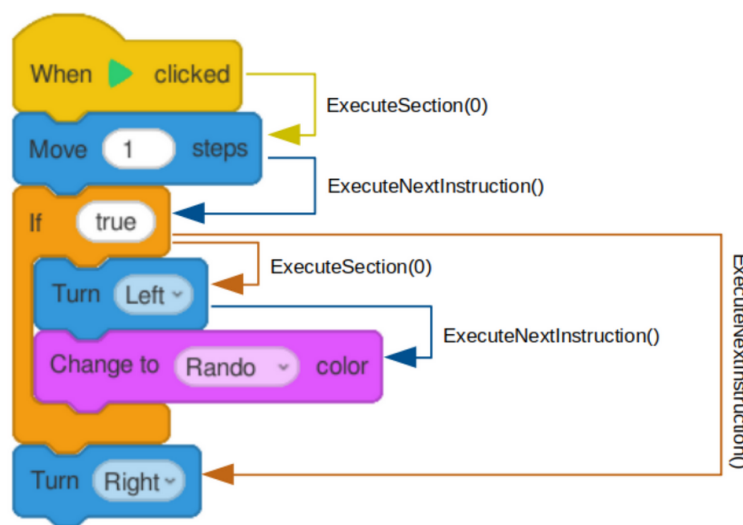 When clicked
ExecuteSection(0)
Move 1 steps
ExecuteNextInstruction()
If true
ExecuteSection(0)
Turn Left
ExecuteNextInstruction()
Change to Rando color
Turn Right
ExecuteNextInstruction()